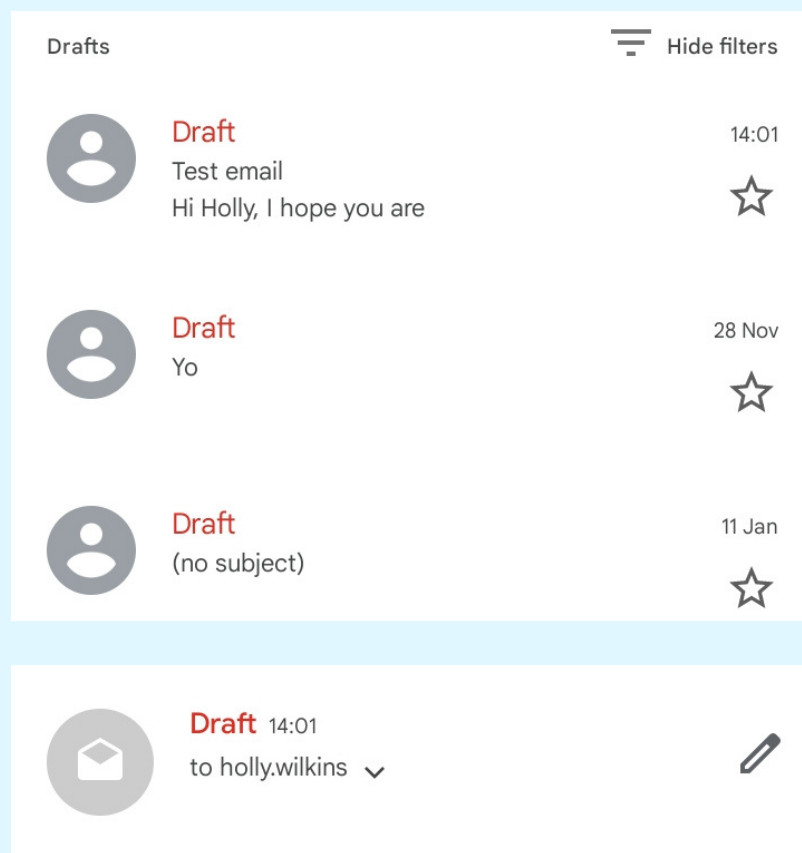 Drafts Hide filters
Draft 14:01
Test email
Hi Holly, I hope you are
Draft 28 Nov
Yo
Draft 11 Jan
(no subject)
Draft 14:01
to holly.wilkins